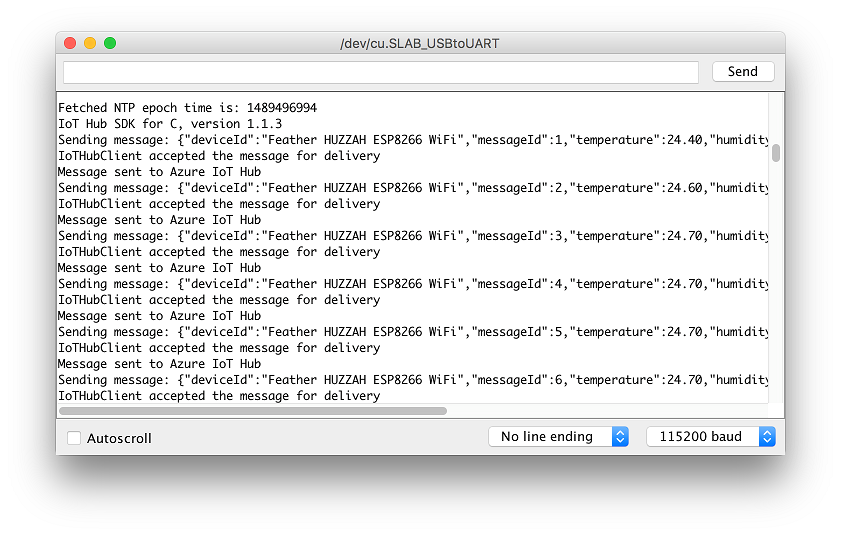 /dev/cu.SLAB_USBtoUART
Send
Fetched NTP epoch time is: 1489496994
IoT Hub SDK for C, version 1.1.3
Sending message: {"deviceId":"Feather HUZZAH ESP8266 WiFi","messageId":1,"temperature":24.40,"humidity
IoTHubClient accepted the message for delivery
Message sent to Azure IoT Hub
Sending message: {"deviceId":"Feather HUZZAH ESP8266 WiFi","messageId":2,"temperature":24.60,"humidity
IoTHubClient accepted the message for delivery
Message sent to Azure IoT Hub
Sending message: {"deviceId":"Feather HUZZAH ESP8266 WiFi","messageId":3,"temperature":24.70,"humidity
IoTHubClient accepted the message for delivery
Message sent to Azure IoT Hub
Sending message: {"deviceId":"Feather HUZZAH ESP8266 WiFi","messageId":4,"temperature":24.70,"humidity
IoTHubClient accepted the message for delivery
Message sent to Azure IoT Hub
Sending message: {"deviceId":"Feather HUZZAH ESP8266 WiFi","messageId":5,"temperature":24.70,"humidity
IoTHubClient accepted the message for delivery
Message sent to Azure IoT Hub
Sending message: {"deviceId":"Feather HUZZAH ESP8266 WiFi","messageId":6,"temperature":24.70,"humidity
IoTHubClient accepted the message for delivery
Autoscroll No line ending 115200 baud